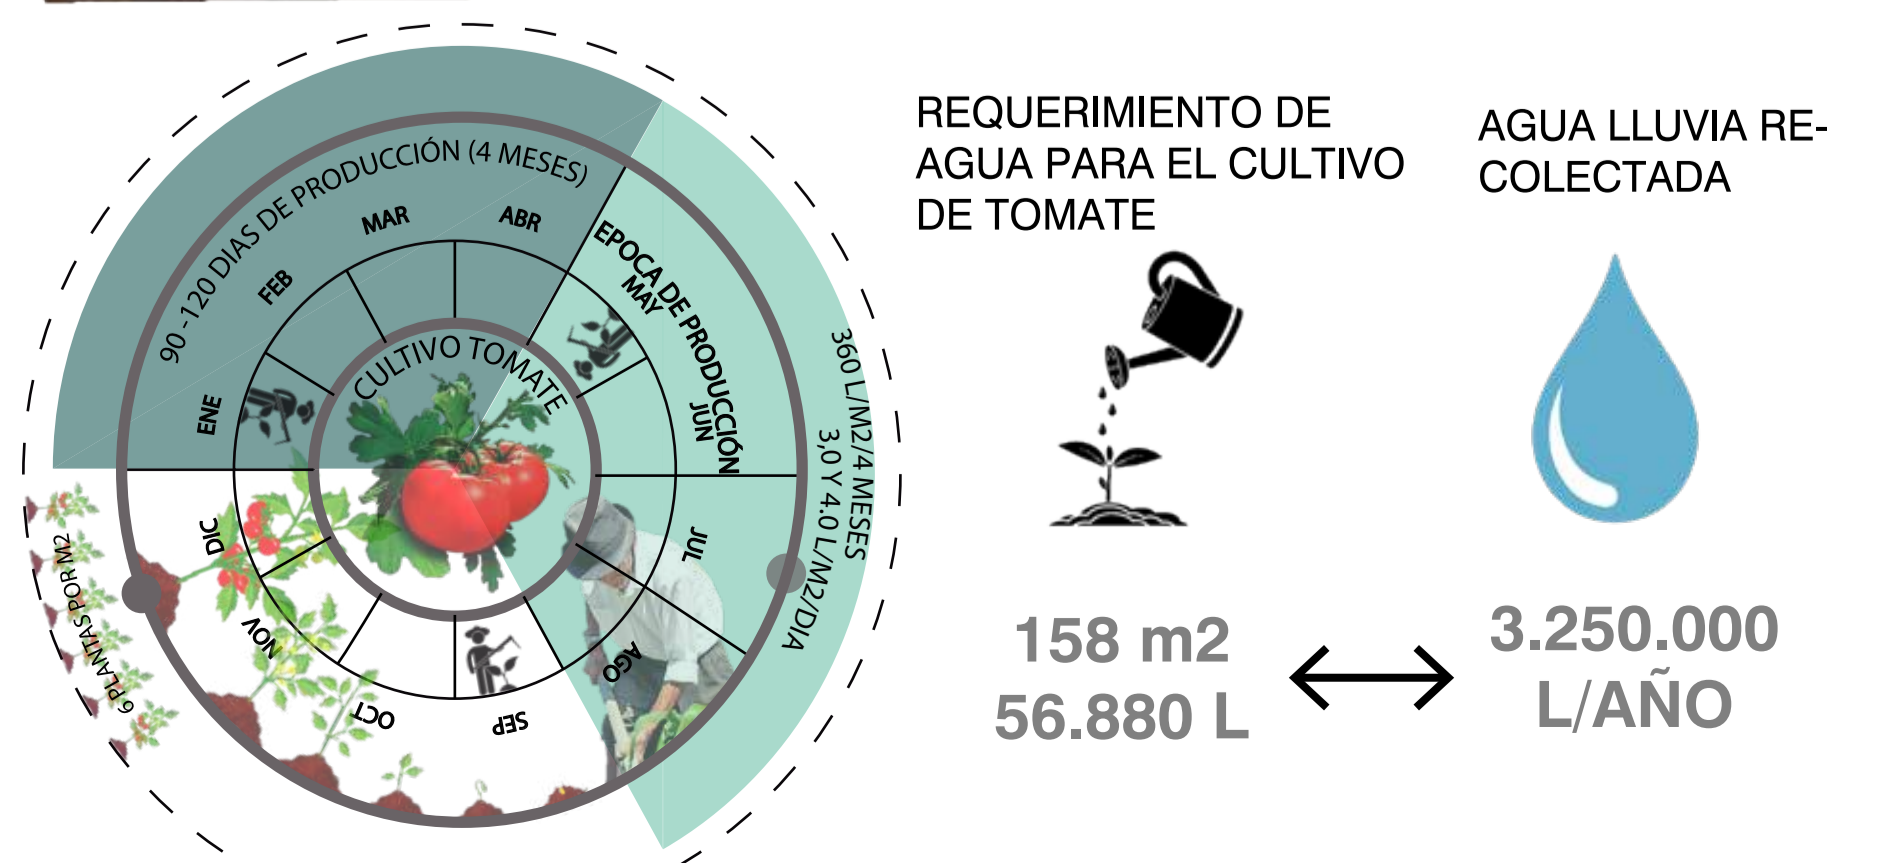 90 -120 DIAS DE PRODUCCIÓN (4 MESES)
EPOCA DE PRODUCCIÓN
ENE
FEB
MAR
ABR
MAY
JUN
JUL
AGO
SEP
OCT
NOV
DIC
CULTIVO TOMATE
360 L/M2/4 MESES
3,0 Y 4.0 L/M2/DIA
6 PLANTAS POR M2
REQUERIMIENTO DE
AGUA PARA EL CULTIVO
DE TOMATE
158 m2
56.880 L
AGUA LLUVIA RE-
COLECTADA
3.250.000
L/AÑO